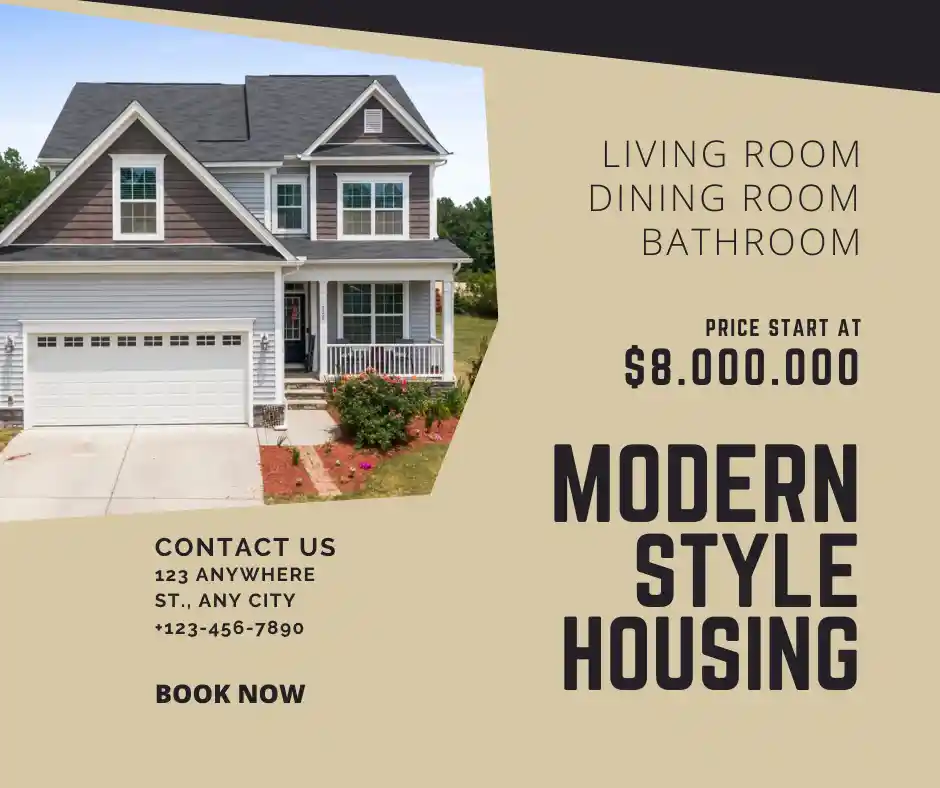 LIVING ROOM
DINING ROOM
BATHROOM
PRICE START AT
$8.000.000
MODERN
STYLE
HOUSING
CONTACT US
123 ANYWHERE
ST., ANY CITY
+123-456-7890
BOOK NOW